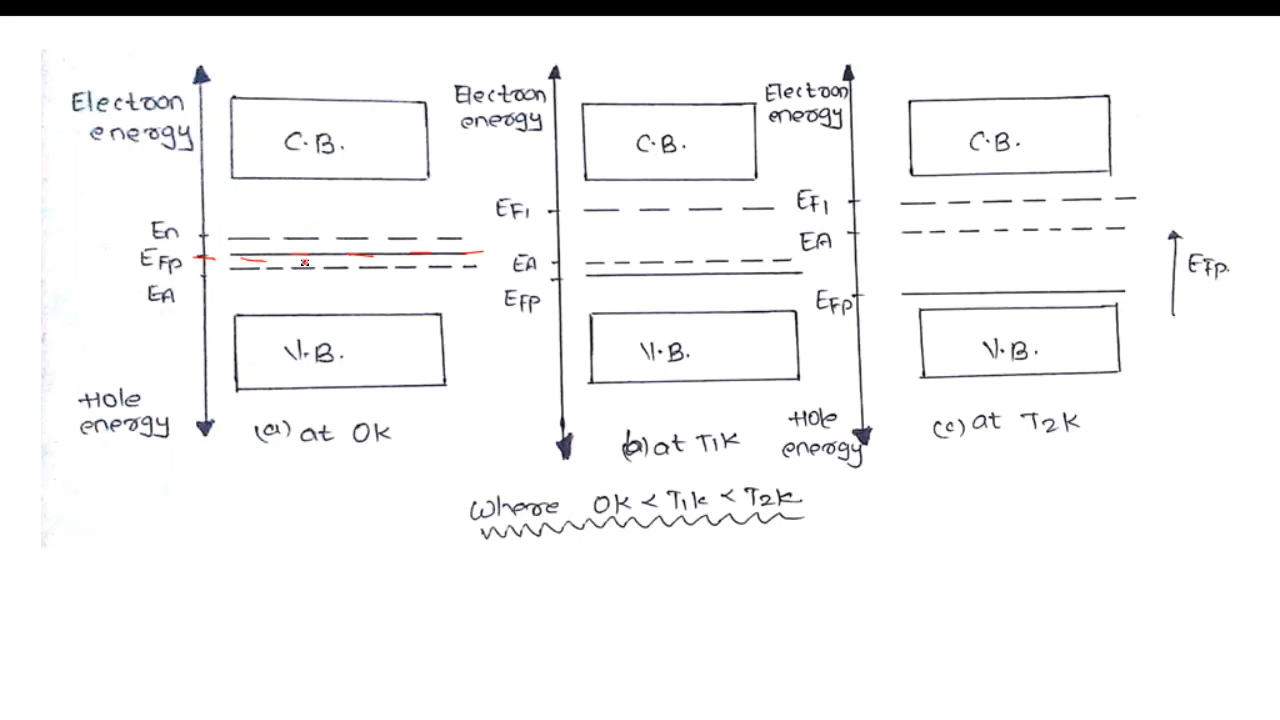 Electron
energy
C.B.
En
EFp
EA
V.B.
Hole
energy
(a) at 0K
Electron
energy
C.B.
EF1
EA
EFp
V.B.
(b) at T1K
Electron
energy
C.B.
EF1
EA
EFp
V.B.
Hole
energy
(c) at T2K
EFp.
Where 0K < T1K < T2K